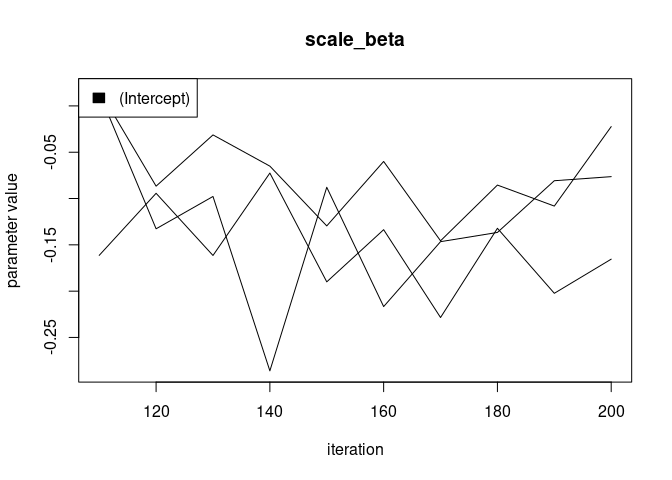 scale_beta
(Intercept)
parameter value
-0.05
-0.15
-0.25
120 140 160 180 200
iteration